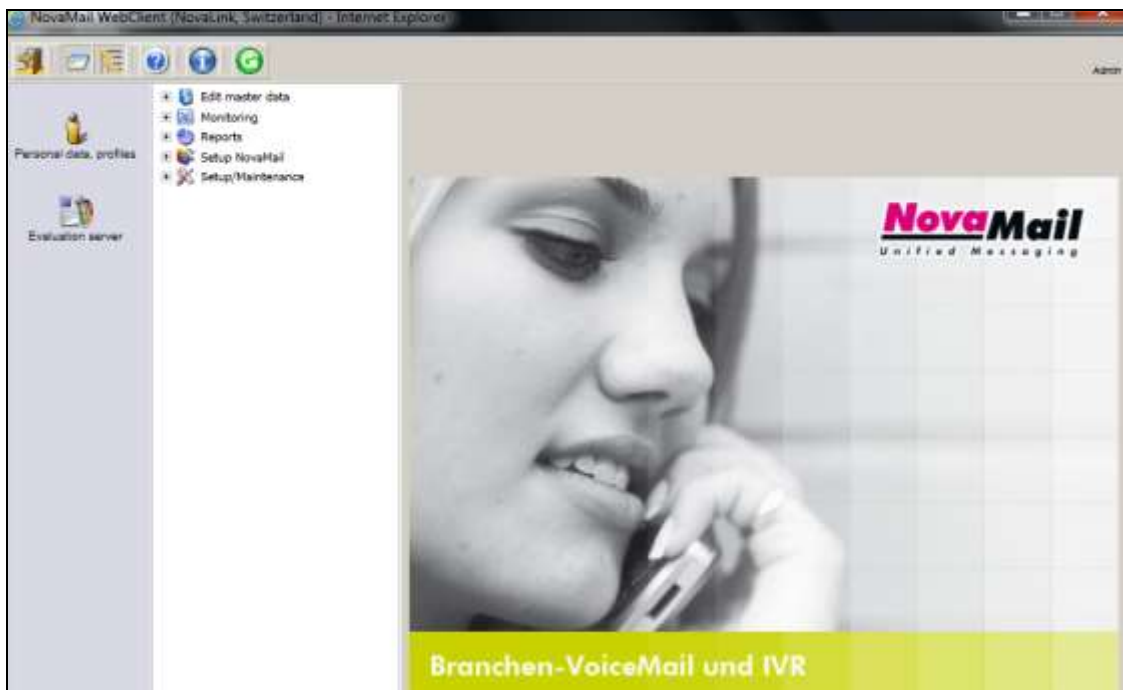 NovaMail WebClient (NovaLink, Switzerland) - Internet Explorer
Admin
Personal data, profiles
Evaluation server
Edit master data
Monitoring
Reports
Setup NovaMail
Setup/Maintenance
NovaMail
Unified Messaging
Branchen-VoiceMail und IVR